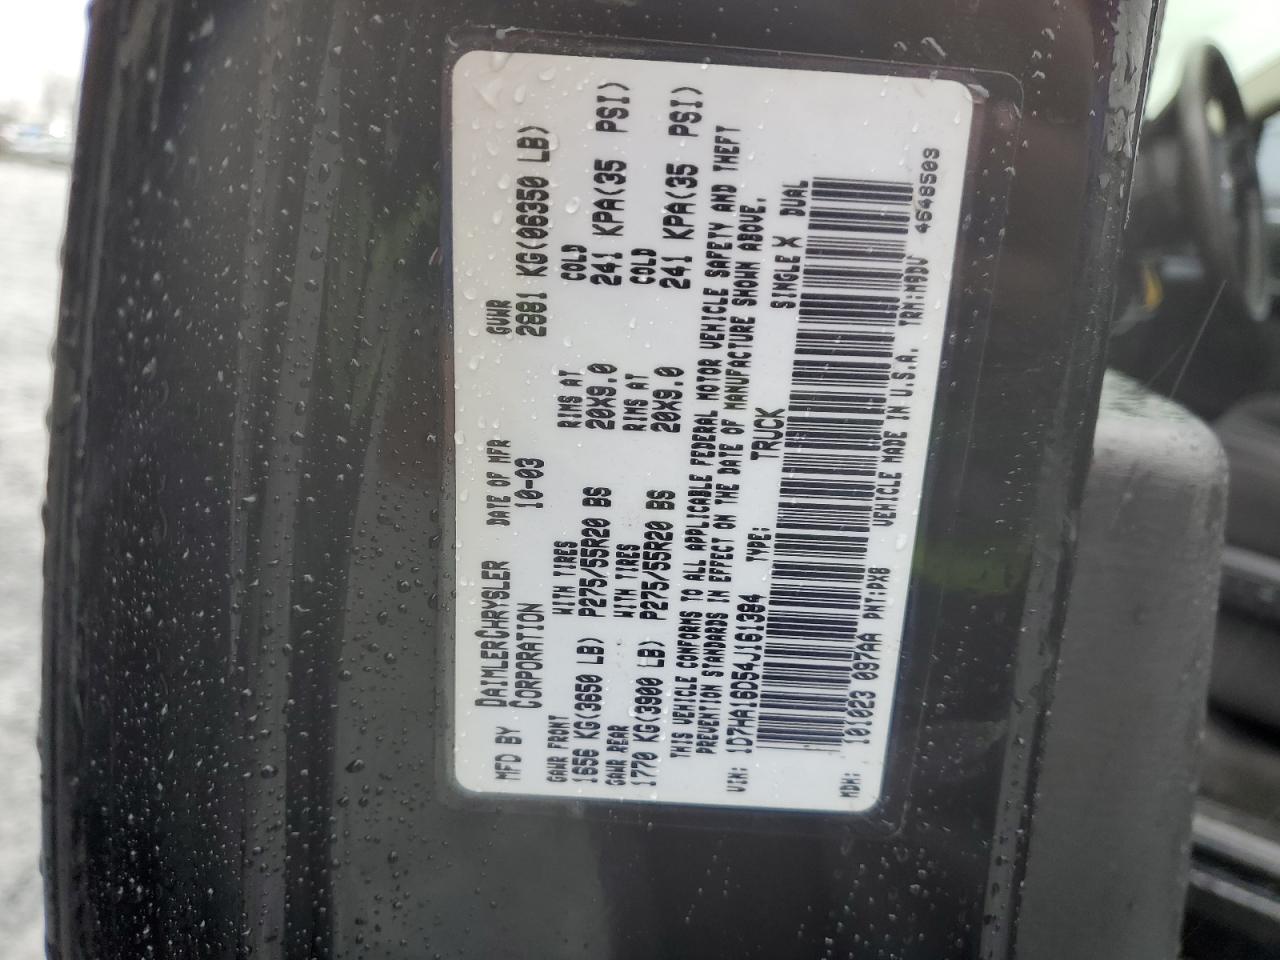 MFD BY DAIMLERCHRYSLER CORPORATION DATE OF MFR 10-03 GVWR 2881 KG(06350 LB)
GAWR FRONT WITH TIRES RIMS AT COLD
1656 KG(3650 LB) P275/55R20 BS 20X9.0 241 KPA(35 PSI)
GAWR REAR WITH TIRES RIMS AT COLD
1770 KG(3900 LB) P275/55R20 BS 20X9.0 241 KPA(35 PSI)
THIS VEHICLE CONFORMS TO ALL APPLICABLE FEDERAL MOTOR VEHICLE SAFETY AND THEFT
PREVENTION STANDARDS IN EFFECT ON THE DATE OF MANUFACTURE SHOWN ABOVE.
VIN: 1D7HA16D54J161384 TYPE: TRUCK SINGLE X DUAL
MDH: 101023 097AA PNT:PX8 VEHICLE MADE IN U.S.A. TRM:M9DV 4648503